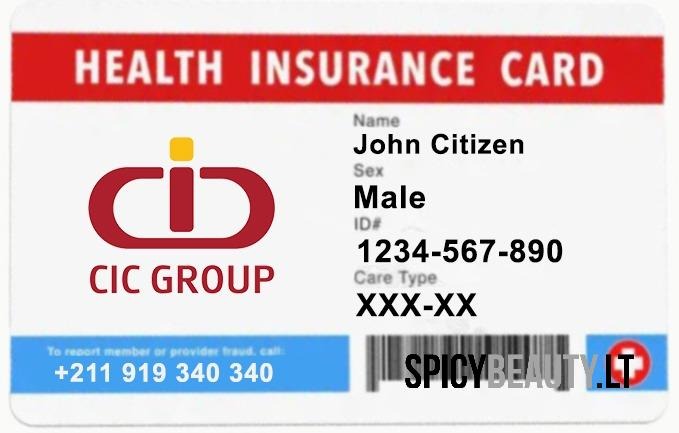 HEALTH INSURANCE CARD
Name
John Citizen
Sex
Male
ID#
1234-567-890
Care Type
XXX-XX
CIC GROUP
To report member or provider fraud, call:
+211 919 340 340
SPICYBEAUTY.LT